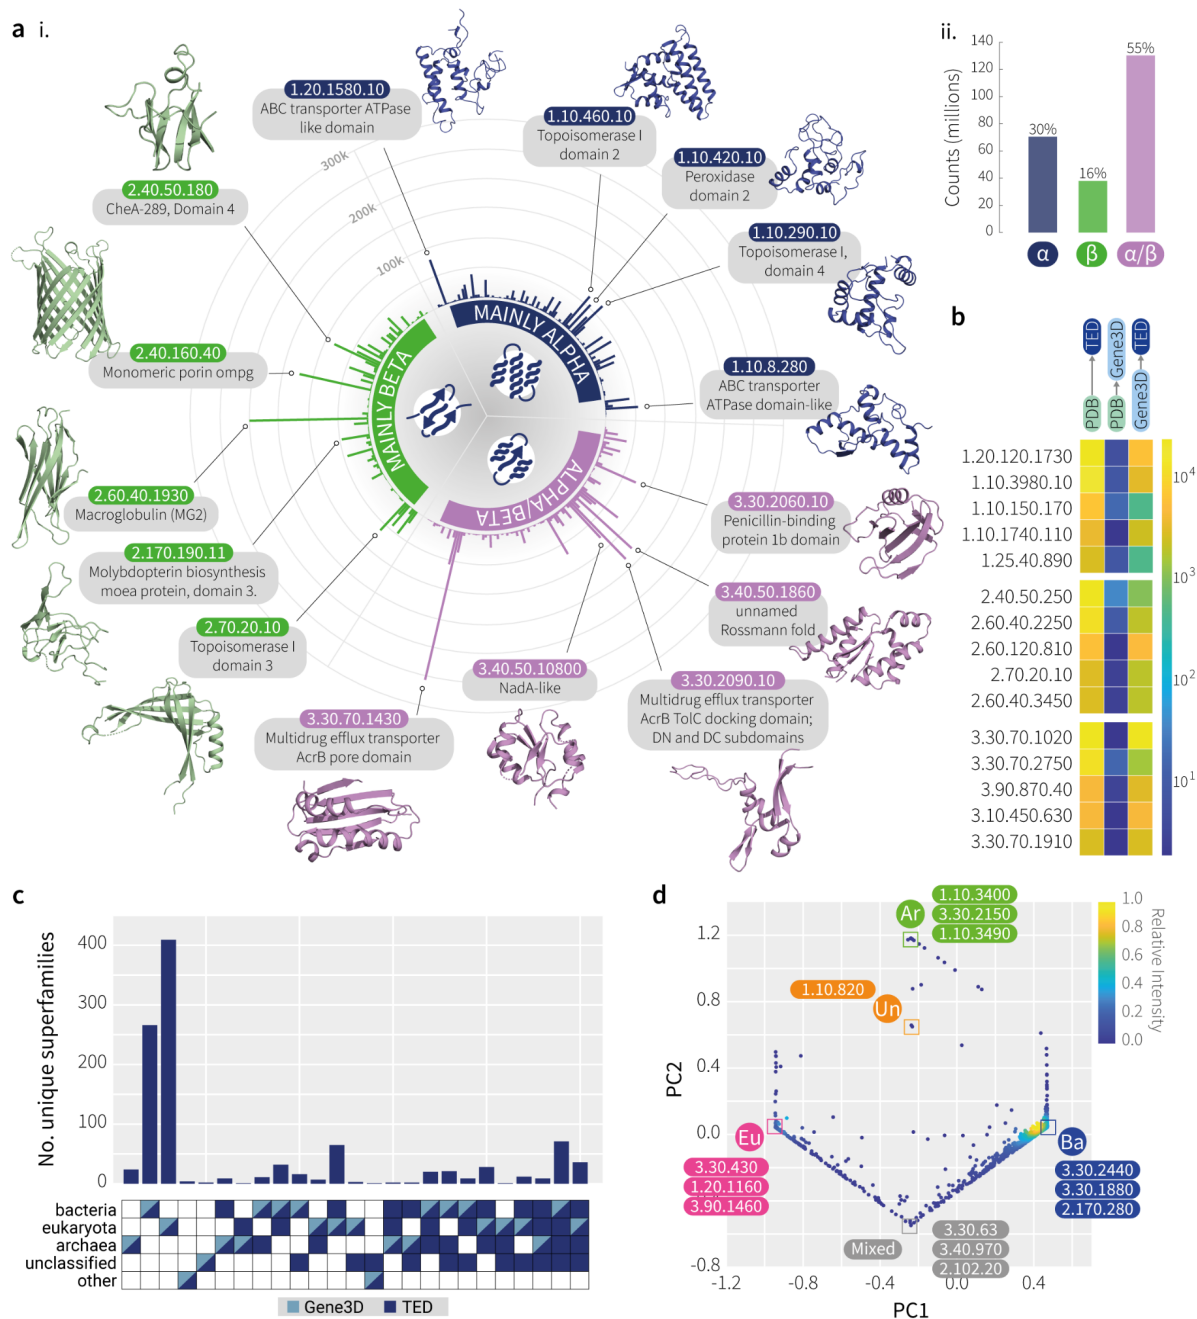 a i.
1.20.1580.10
ABC transporter ATPase
like domain
1.10.460.10
Topoisomerase I
domain 2
1.10.420.10
Peroxidase
domain 2
1.10.290.10
Topoisomerase I,
domain 4
1.10.8.280
ABC transporter
ATPase domain-like
2.40.50.180
CheA-289, Domain 4
2.40.160.40
Monomeric porin ompg
2.60.40.1930
Macroglobulin (MG2)
2.170.190.11
Molybdopterin biosynthesis
moea protein, domain 3.
2.70.20.10
Topoisomerase I
domain 3
3.30.70.1430
Multidrug efflux transporter
AcrB pore domain
3.40.50.10800
NadA-like
3.30.2090.10
Multidrug efflux transporter
AcrB TolC docking domain;
DN and DC subdomains
3.40.50.1860
unnamed
Rossmann fold
3.30.2060.10
Penicillin-binding
protein 1b domain
300k
200k
100k
MAINLY ALPHA
MAINLY BETA
ALPHA/BETA
ii.
Counts (millions)
140
120
100
80
60
40
20
0
30%
16%
55%
α
β
α/β
b
PDB TED
PDB Gene3D
Gene3D TED
1.20.120.1730
1.10.3980.10
1.10.150.170
1.10.1740.110
1.25.40.890
2.40.50.250
2.60.40.2250
2.60.120.810
2.70.20.10
2.60.40.3450
3.30.70.1020
3.30.70.2750
3.90.870.40
3.10.450.630
3.30.70.1910
10⁴
10³
10²
10¹
c
No. unique superfamilies
400
300
200
100
0
bacteria
eukaryota
archaea
unclassified
other
Gene3D TED
d
Ar
1.10.3400
3.30.2150
1.10.3490
1.10.820
Un
Eu
3.30.430
1.20.1160
3.90.1460
Ba
3.30.2440
3.30.1880
2.170.280
Mixed
3.30.63
3.40.970
2.102.20
PC2
1.2
0.8
0.4
0.0
-0.8
-1.2
-0.8
-0.4
0.0
0.4
PC1
1.0
0.8
0.6
0.4
0.2
0.0
Relative Intensity